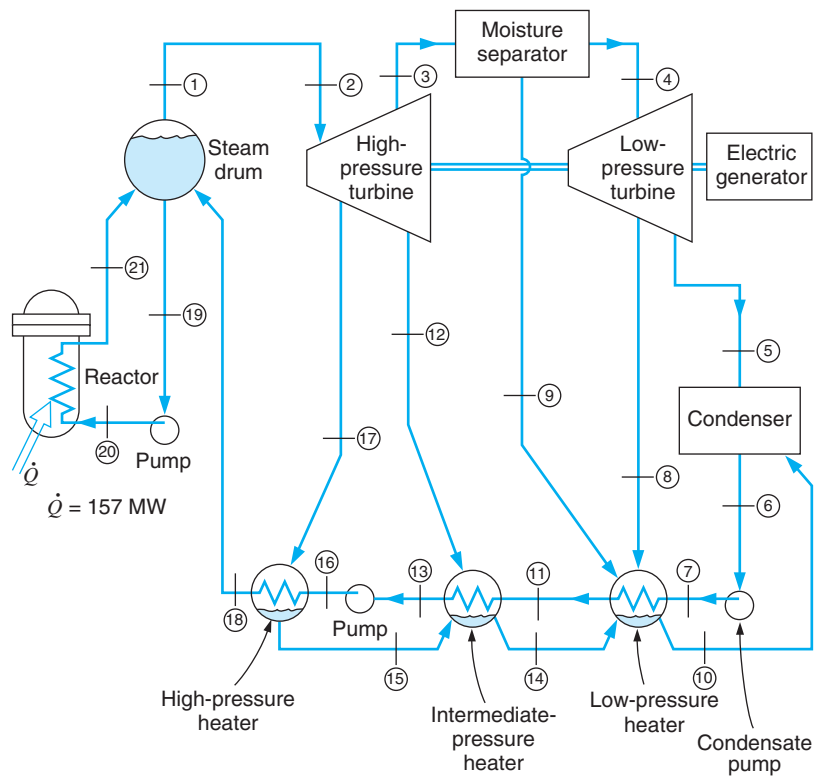 Moisture
separator
1
2
3
4
Steam
drum
High-
pressure
turbine
Low-
pressure
turbine
Electric
generator
21
19
12
5
Reactor
9
Condenser
20
Pump
17
Q̇
8
6
Q̇ = 157 MW
16
13
11
7
18
Pump
15
14
10
High-pressure
heater
Intermediate-
pressure
heater
Low-pressure
heater
Condensate
pump